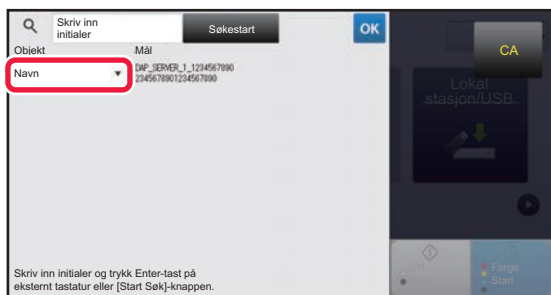 Skriv inn
initialer
Søkestart
OK
CA
Objekt
Mål
Navn
DAP_SERVER_1_1234567890
2345678901234567890
Lokal
stasjon/USB
S/H
Start
Farge
Start
Skriv inn initialer og trykk Enter-tast på
eksternt tastatur eller [Start Søk]-knappen.